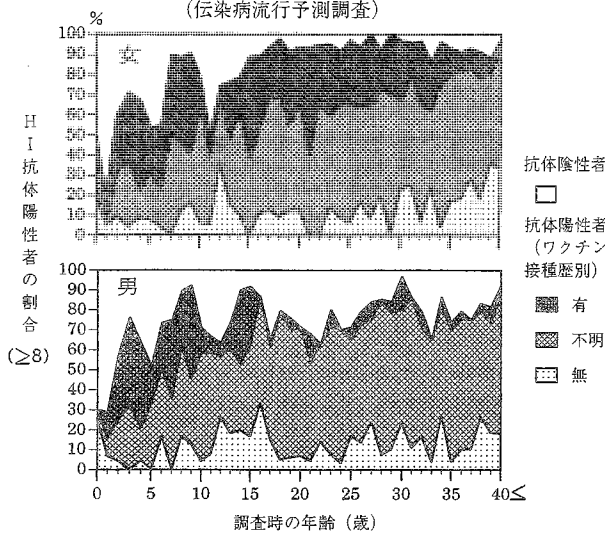 (伝染病流行予測調査)
%
100
90
80
70
60
50
40
30
20
10
0
女
HI抗体陽性者の割合
(≧8)
100
90
80
70
60
50
40
30
20
10
0
男
0 5 10 15 20 25 30 35 40≦
調査時の年齢（歳）
抗体陰性者
抗体陽性者
（ワクチン
接種歴別）
有
不明
無